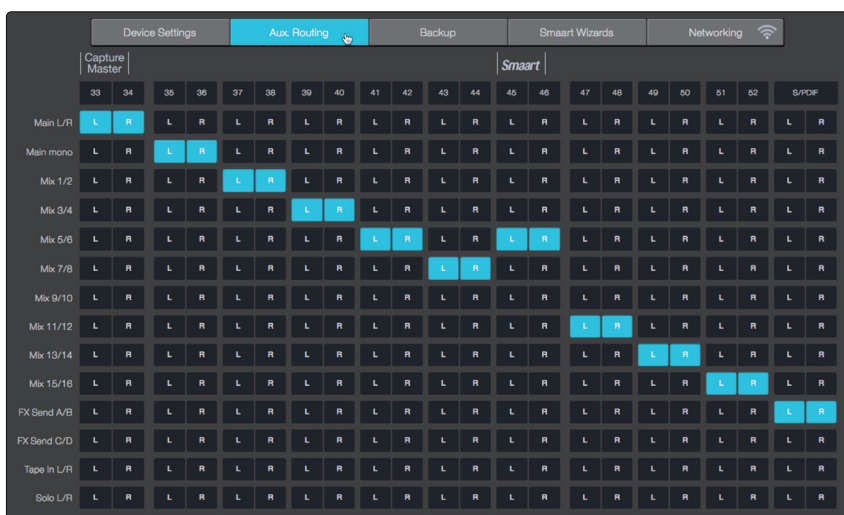 Device Settings Aux. Routing Backup Smaart Wizards Networking
Capture
Master Smaart
33 34 35 36 37 38 39 40 41 42 43 44 45 46 47 48 49 50 51 52 S/PDIF
Main L/R L R L R L R L R L R L R L R L R L R L R L R
Main mono L R L R L R L R L R L R L R L R L R L R L R
Mix 1/2 L R L R L R L R L R L R L R L R L R L R L R
Mix 3/4 L R L R L R L R L R L R L R L R L R L R L R
Mix 5/6 L R L R L R L R L R L R L R L R L R L R L R
Mix 7/8 L R L R L R L R L R L R L R L R L R L R L R
Mix 9/10 L R L R L R L R L R L R L R L R L R L R L R
Mix 11/12 L R L R L R L R L R L R L R L R L R L R L R
Mix 13/14 L R L R L R L R L R L R L R L R L R L R L R
Mix 15/16 L R L R L R L R L R L R L R L R L R L R L R
FX Send A/B L R L R L R L R L R L R L R L R L R L R L R
FX Send C/D L R L R L R L R L R L R L R L R L R L R L R
Tape In L/R L R L R L R L R L R L R L R L R L R L R L R
Solo L/R L R L R L R L R L R L R L R L R L R L R L R